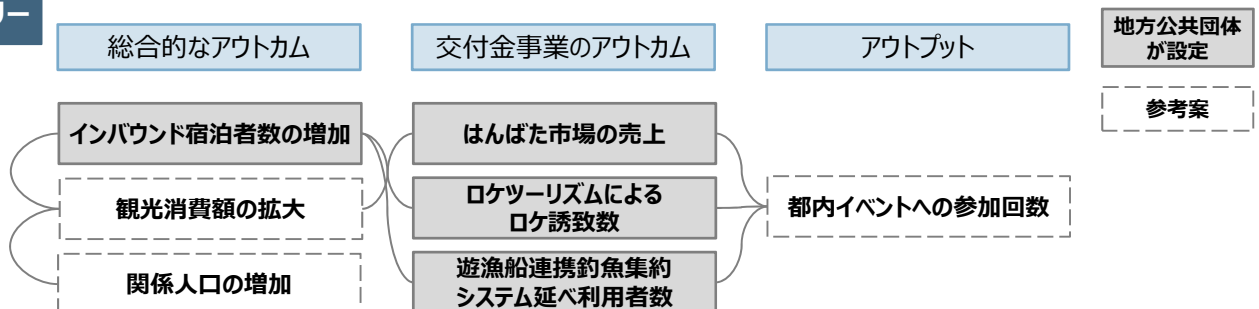 リー
総合的なアウトカム
交付金事業のアウトカム
アウトプット
地方公共団体
が設定
参考案
インバウンド宿泊者数の増加
観光消費額の拡大
関係人口の増加
はんばた市場の売上
ロケツーリズムによる
ロケ誘致数
遊漁船連携釣魚集約
システム延べ利用者数
都内イベントへの参加回数